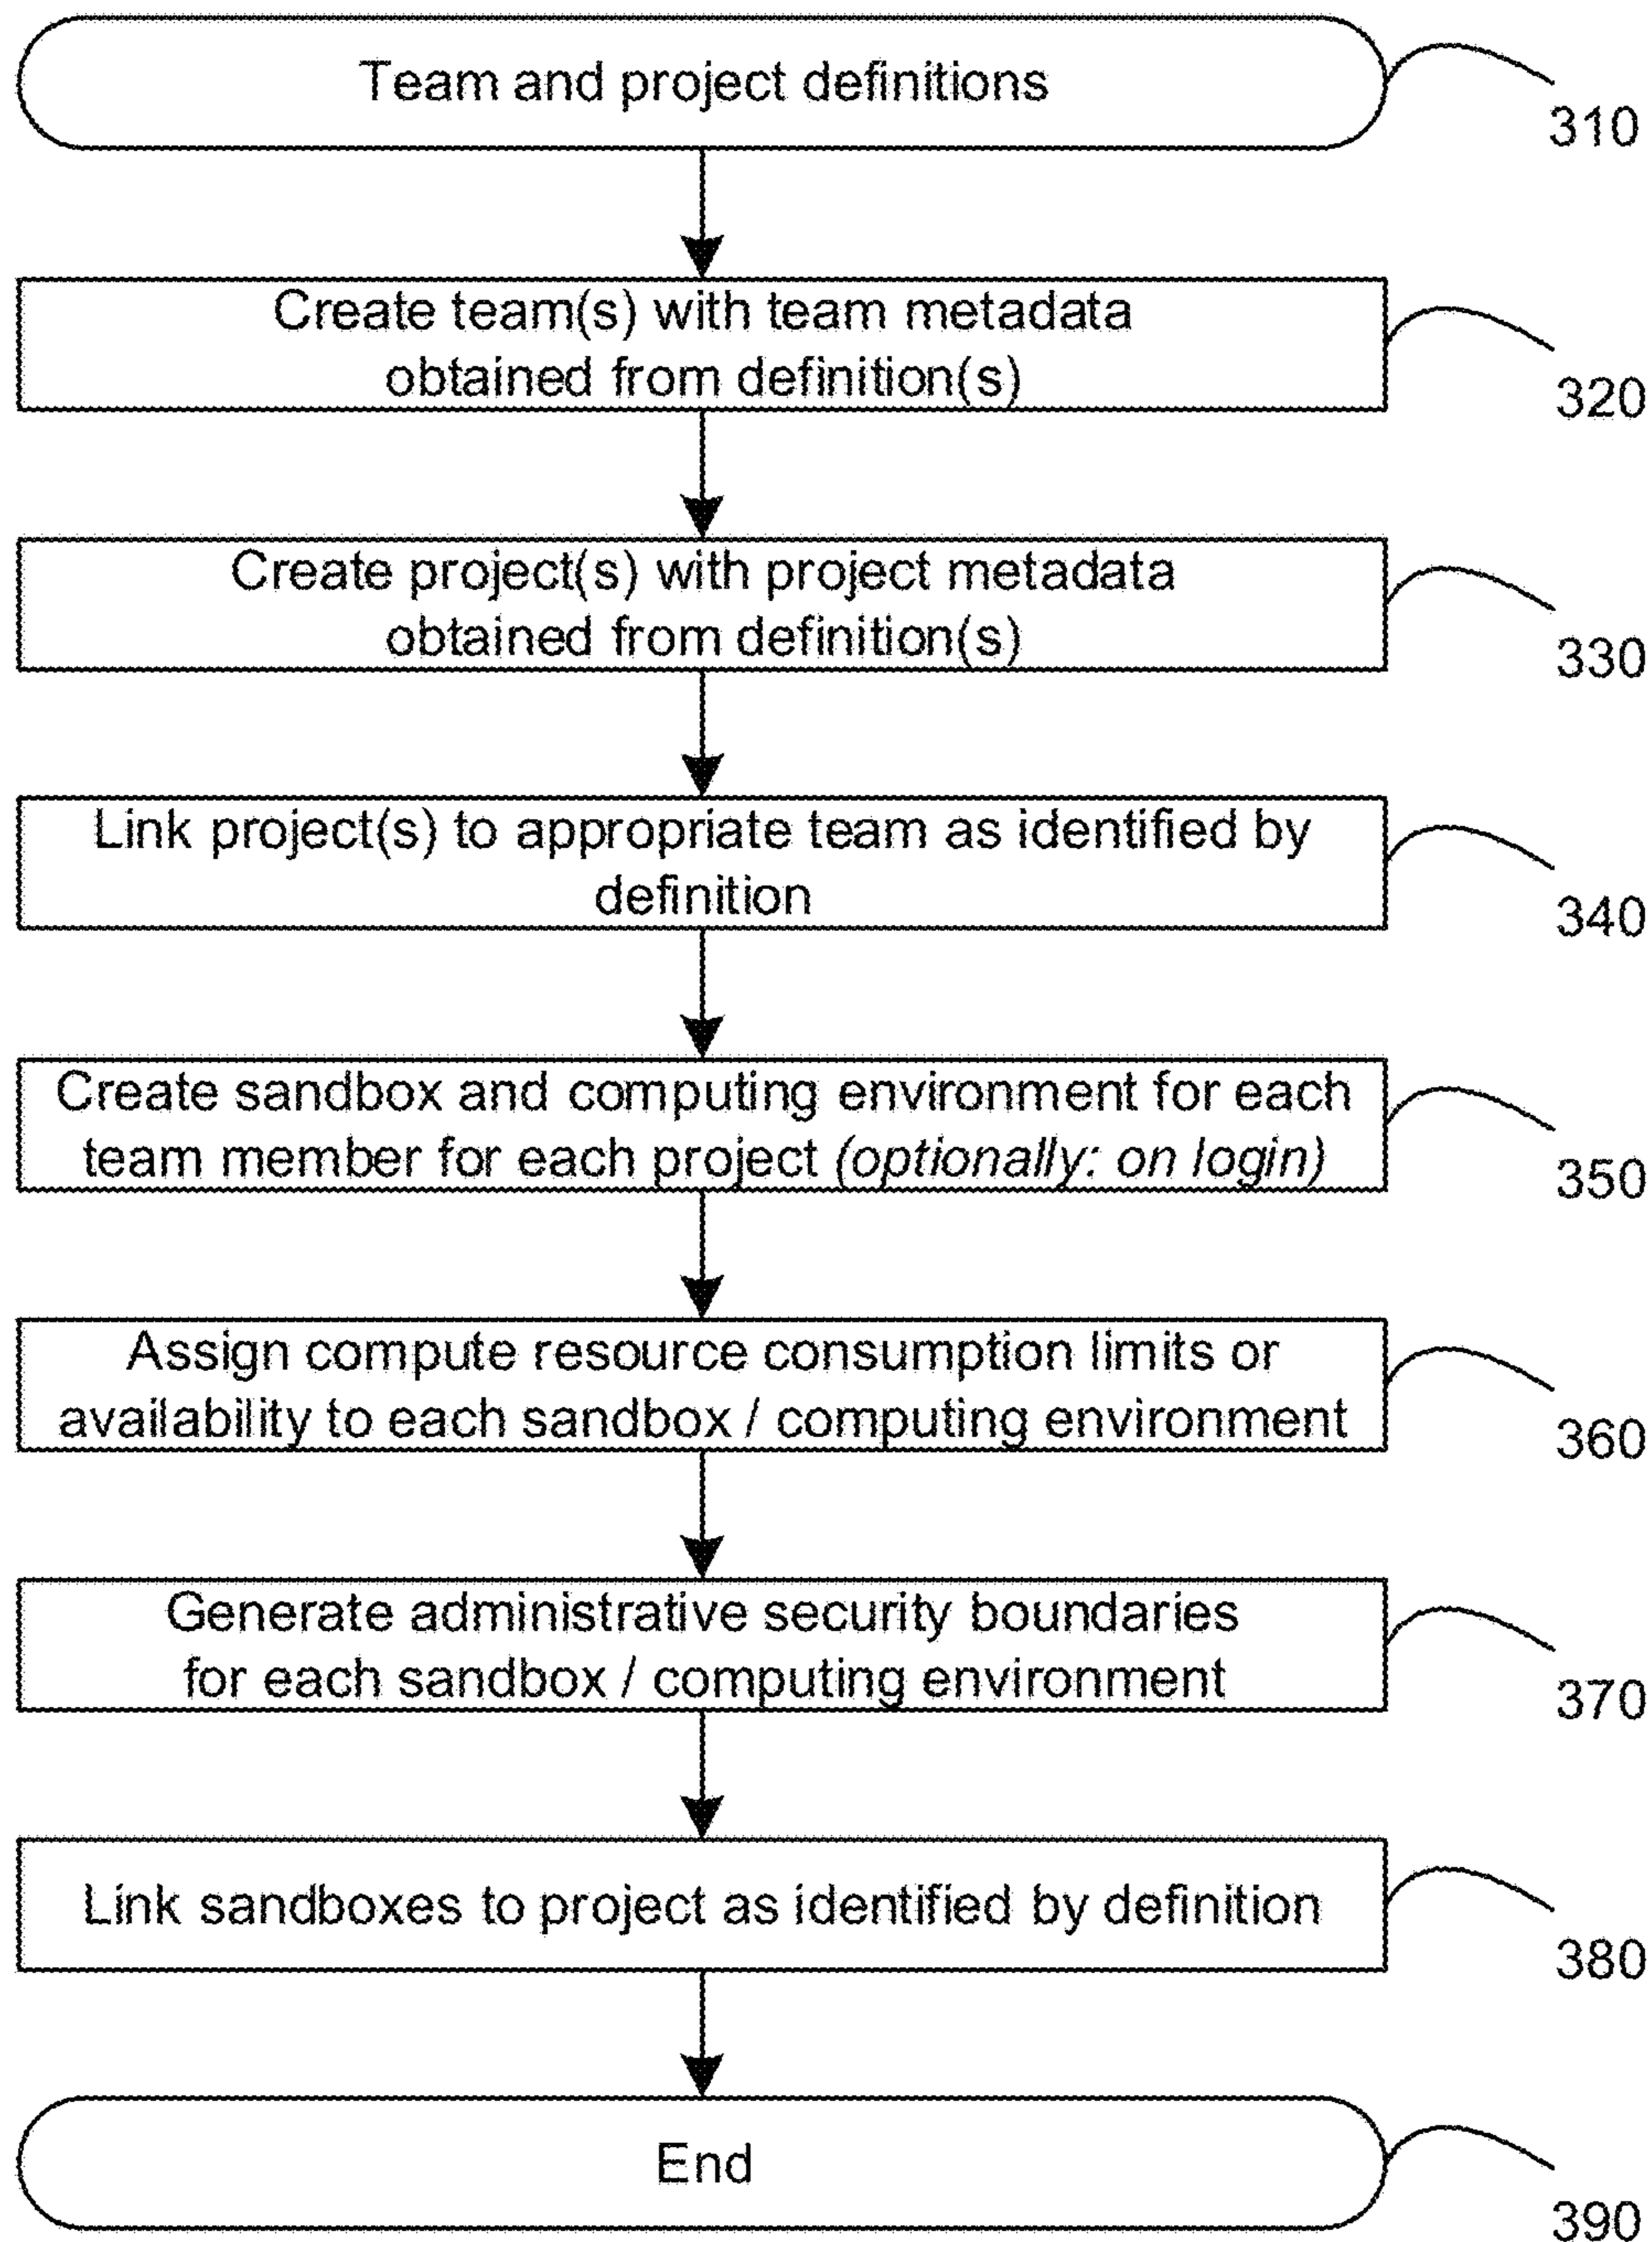 Team and project definitions
310
Create team(s) with team metadata
obtained from definition(s)
320
Create project(s) with project metadata
obtained from definition(s)
330
Link project(s) to appropriate team as identified by
definition
340
Create sandbox and computing environment for each
team member for each project (optionally: on login)
350
Assign compute resource consumption limits or
availability to each sandbox / computing environment
360
Generate administrative security boundaries
for each sandbox / computing environment
370
Link sandboxes to project as identified by definition
380
End
390